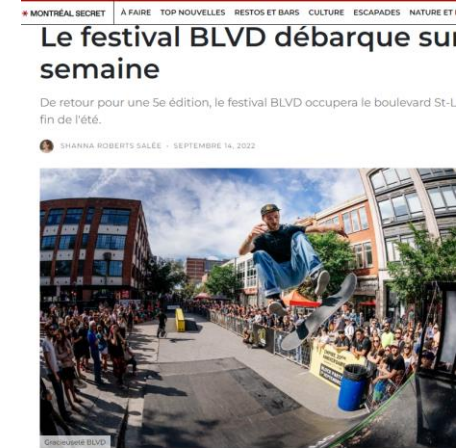 MONTRÉAL SECRET À FAIRE TOP NOUVELLES RESTOS ET BARS CULTURE ESCAPADES NATURE ET
Le festival BLVD débarque sur
semaine
De retour pour une 5e édition, le festival BLVD occupera le boulevard St-L
fin de l'été.
SHANNA ROBERTS SALÉE - SEPTEMBRE 14, 2022
EMPIRE
BLOCK
Gracieuseté BLVD